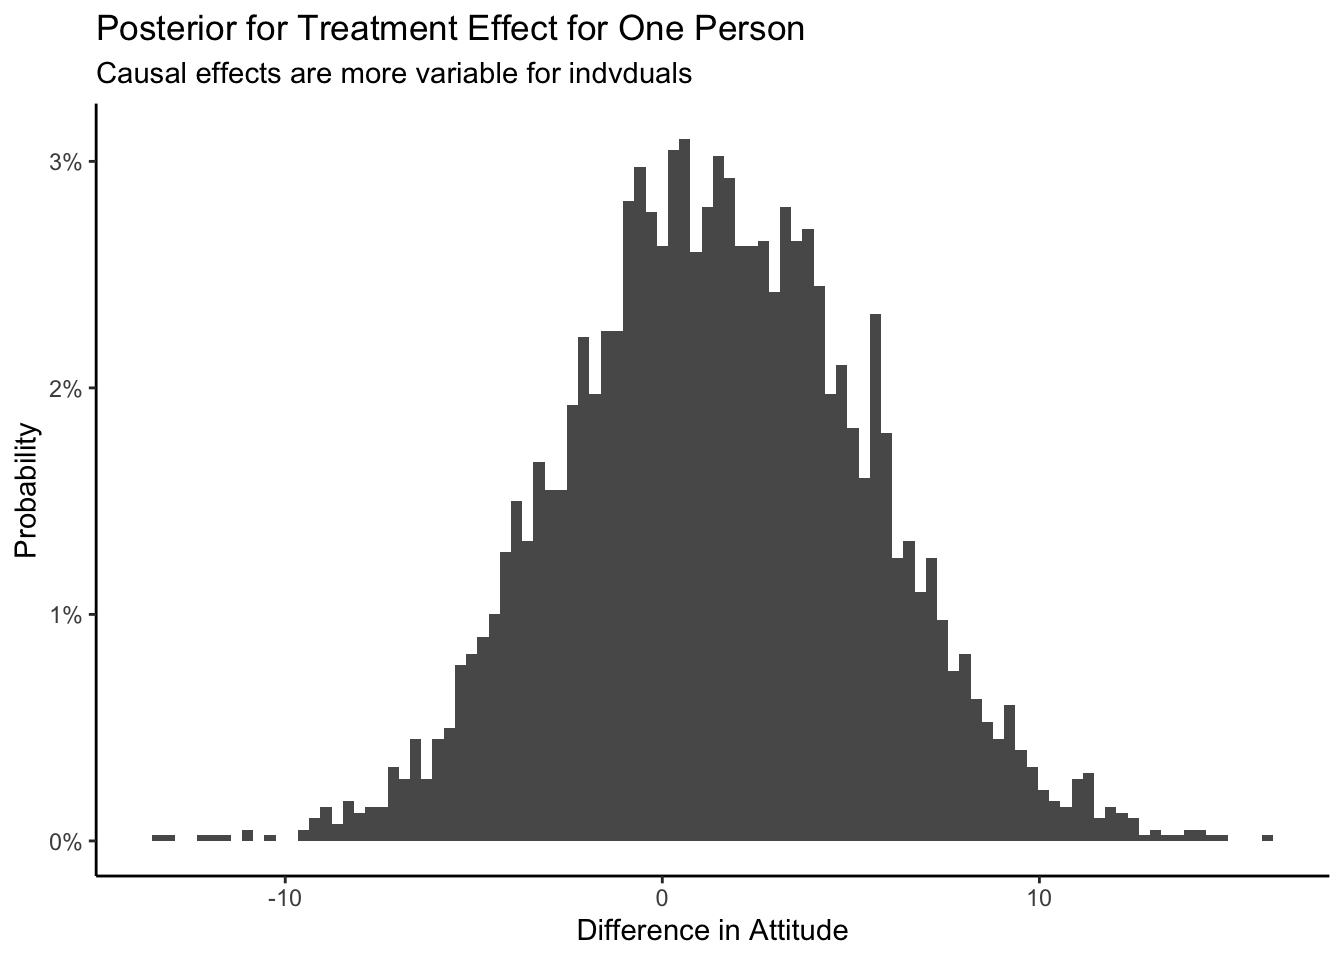 Posterior for Treatment Effect for One Person
Causal effects are more variable for indvduals
3%
2%
1%
0%
Probability
-10
0
10
Difference in Attitude